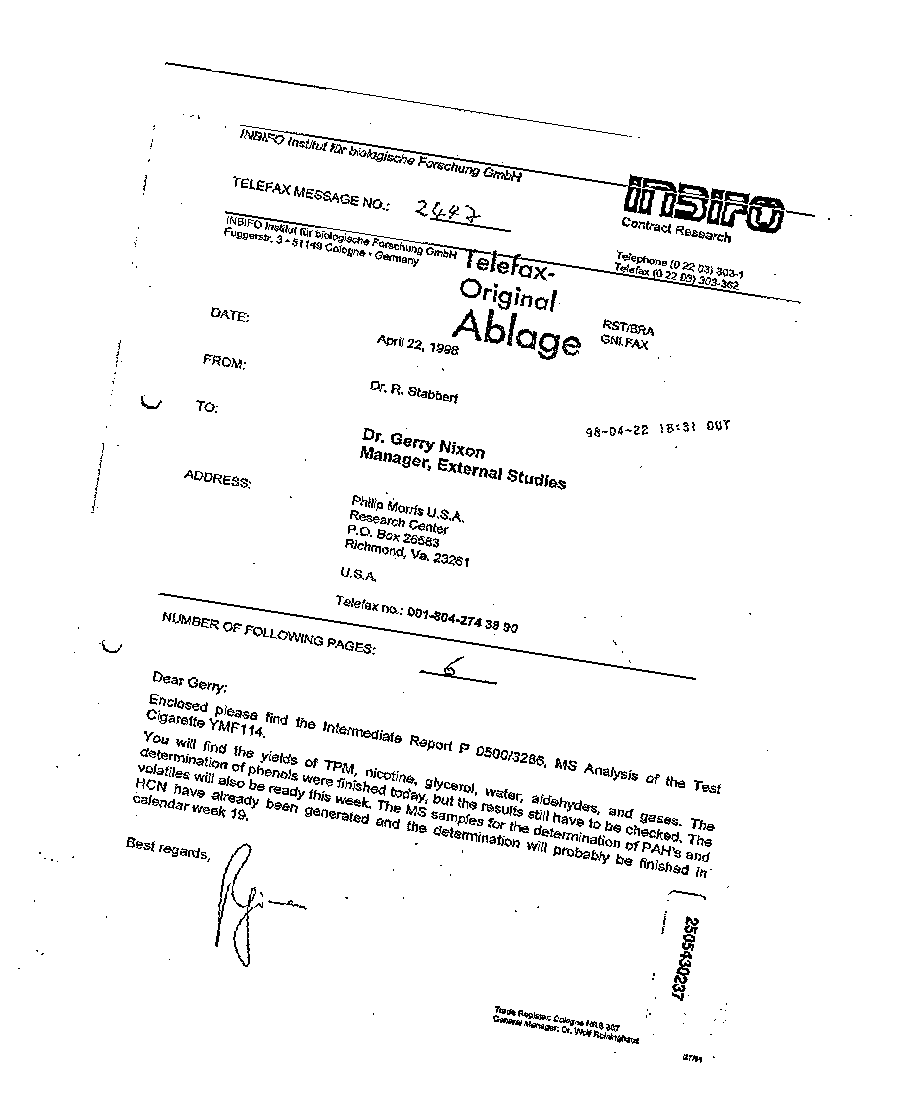 INBIFO Institut für biologische Forschung GmbH
INBIFO
Contract Research
TELEFAX MESSAGE NO.: 2447
INBIFO Institut für biologische Forschung GmbH
Fuggerstr. 3 • 51149 Cologne • Germany
Telephone (0 22 03) 303-1
Telefax (0 22 03) 303-362
Telefax-
Original
Ablage
RST/BRA
GNI.FAX
DATE:
April 22, 1998
FROM:
Dr. R. Stabbert
98-04-22 18:31 OUT
TO:
Dr. Gerry Nixon
Manager, External Studies
ADDRESS:
Philip Morris U.S.A.
Research Center
P.O. Box 26583
Richmond, Va. 23261
U.S.A.
Telefax no.: 001-804-274 38 90
NUMBER OF FOLLOWING PAGES: 6
Dear Gerry:
Enclosed please find the Intermediate Report P 0500/3286, MS Analysis of the Test
Cigarette YMF114.
You will find the yields of TPM, nicotine, glycerol, water, aldehydes, and gases. The
determination of phenols were finished today, but the results still have to be checked. The
volatiles will also be ready this week. The MS samples for the determination of PAH's and
HCN have already been generated and the determination will probably be finished in
calendar week 19.
Best regards,
2505430237
Trade Register: Cologne HRB 367
General Manager: Dr. Wolf Reininghaus